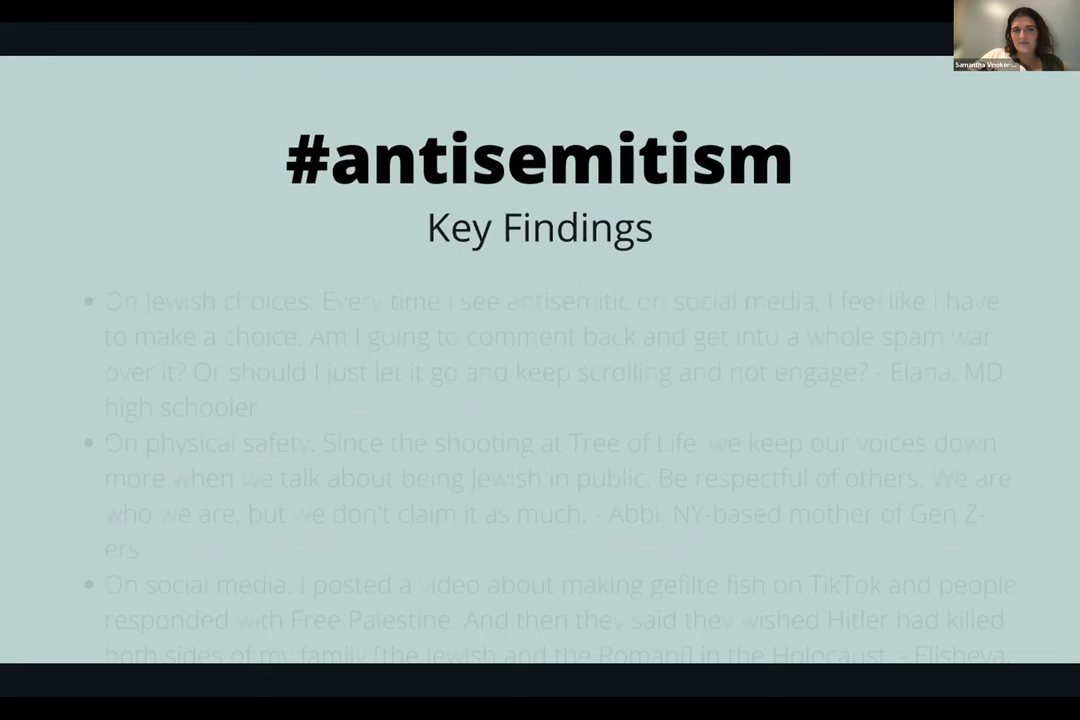 Samantha Vinokor-...
#antisemitism
Key Findings
• On Jewish choices: Every time I see antisemitic on social media, I feel like I have
to make a choice. Am I going to comment back and get into a whole spam war
over it? Or should I just let it go and keep scrolling and not engage? - Elana, MD
high schooler
• On physical safety: Since the shooting at Tree of Life we keep our voices down
more when we talk about being Jewish in public. Be respectful of others. We are
who we are, but we don't claim it as much. - Abbi, NY-based mother of Gen Z-
ers
• On social media: I posted a video about making gefilte fish on TikTok and people
responded with Free Palestine. And then they said they wished Hitler had killed
both sides of my family [the Jewish and the Romani] in the Holocaust. - Elisheva,